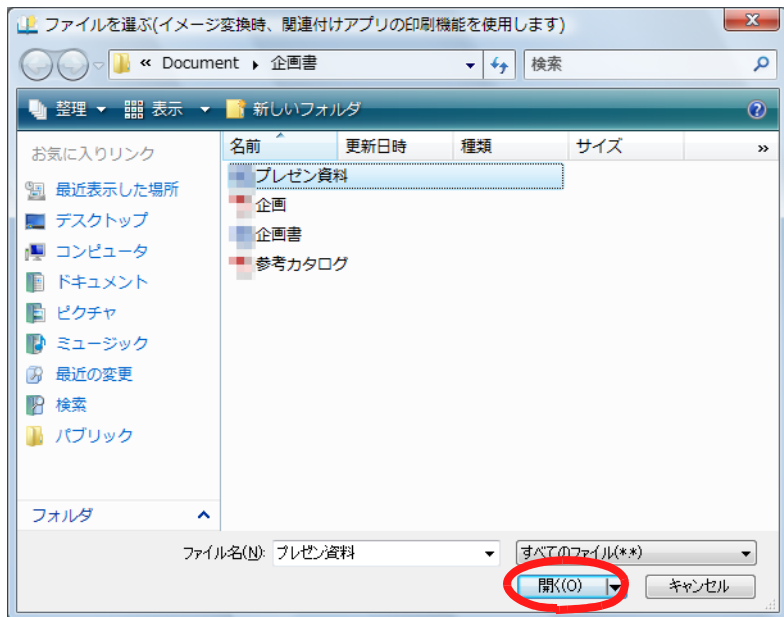 ファイルを選ぶ(イメージ変換時、関連付けアプリの印刷機能を使用します)
« Document 企画書
検索
整理 表示 新しいフォルダ
お気に入りリンク
最近表示した場所
デスクトップ
コンピュータ
ドキュメント
ピクチャ
ミュージック
最近の変更
検索
パブリック
フォルダ
名前 更新日時 種類 サイズ »
プレゼン資料
企画
企画書
参考カタログ
ファイル名(N): プレゼン資料
すべてのファイル(*.*)
開く(O) キャンセル